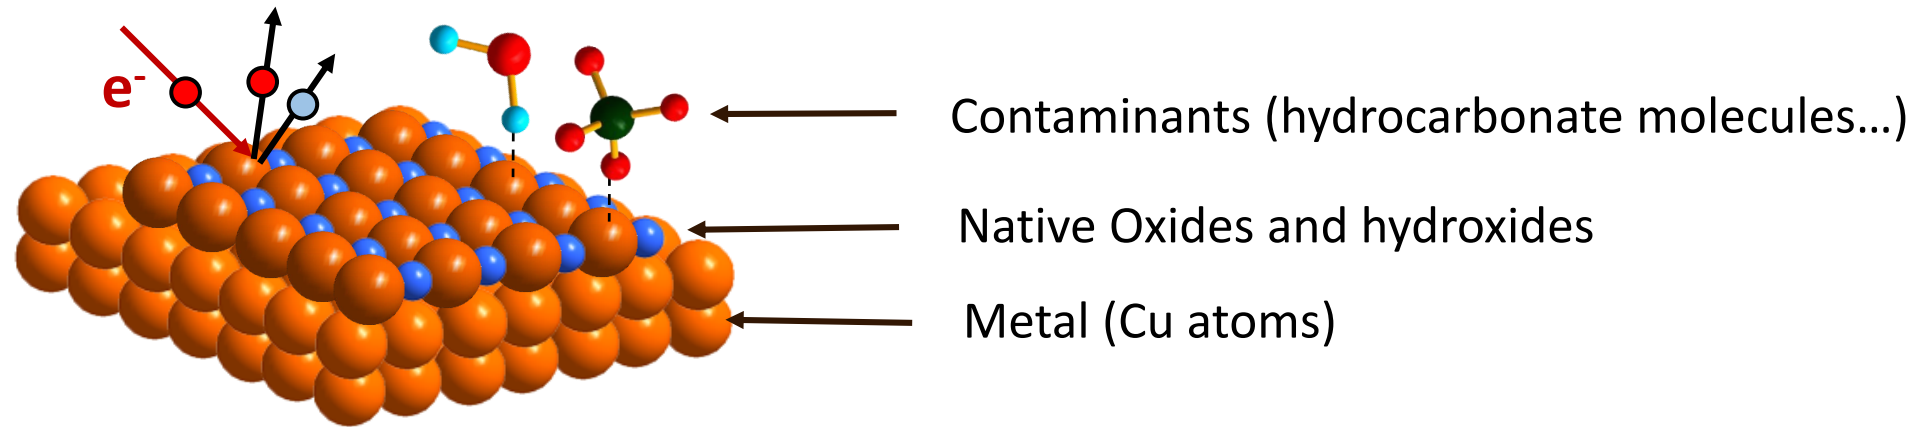 e-
Contaminants (hydrocarbonate molecules...)
Native Oxides and hydroxides
Metal (Cu atoms)